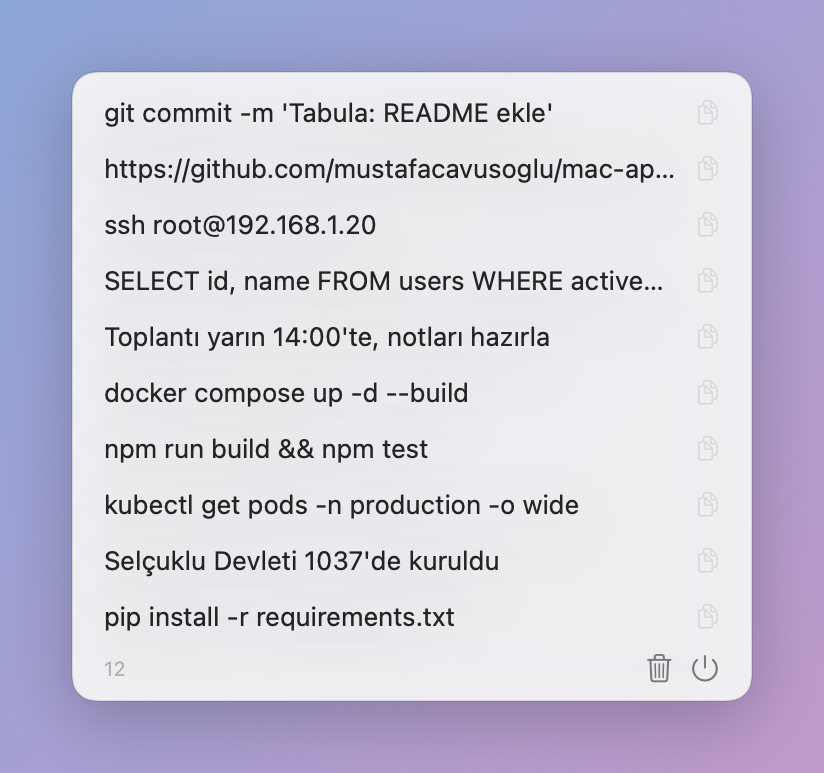 git commit -m 'Tabula: README ekle'
https://github.com/mustafacavusoglu/mac-ap...
ssh root@192.168.1.20
SELECT id, name FROM users WHERE active...
Toplantı yarın 14:00'te, notları hazırla
docker compose up -d --build
npm run build && npm test
kubectl get pods -n production -o wide
Selçuklu Devleti 1037'de kuruldu
pip install -r requirements.txt
12